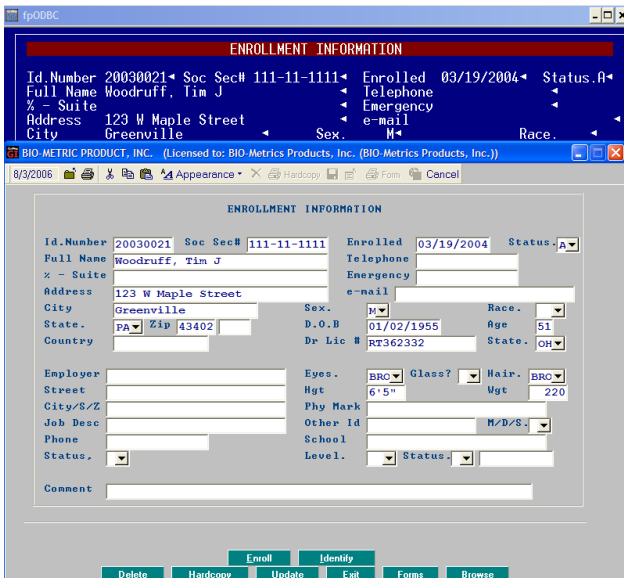 fpODBC
ENROLLMENT INFORMATION
Id.Number 20030021 Soc Sec# 111-11-1111 Enrolled 03/19/2004 Status.A
Full Name Woodruff, Tim J Telephone
% - Suite Emergency
Address 123 W Maple Street e-mail
City Greenville Sex. M Race.
BIO-METRIC PRODUCT, INC. (Licensed to: BIO-Metrics Products, Inc. (BIO-Metrics Products, Inc.))
8/3/2006 Appearance Hardcopy Form Cancel
ENROLLMENT INFORMATION
Id.Number 20030021 Soc Sec# 111-11-1111 Enrolled 03/19/2004 Status. A
Full Name Woodruff, Tim J Telephone
% - Suite Emergency
Address 123 W Maple Street e-mail
City Greenville Sex. M Race.
State. PA Zip 43402 D.O.B 01/02/1955 Age 51
Country Dr Lic # RT362332 State. OH
Employer Eyes. BRO Glass? Hair. BRO
Street Hgt 6'5" Wgt 220
City/S/Z Phy Mark
Job Desc Other Id M/D/S.
Phone School
Status, Level. Status.
Comment
Enroll Identify
Delete Hardcopy Update Exit Forms Browse